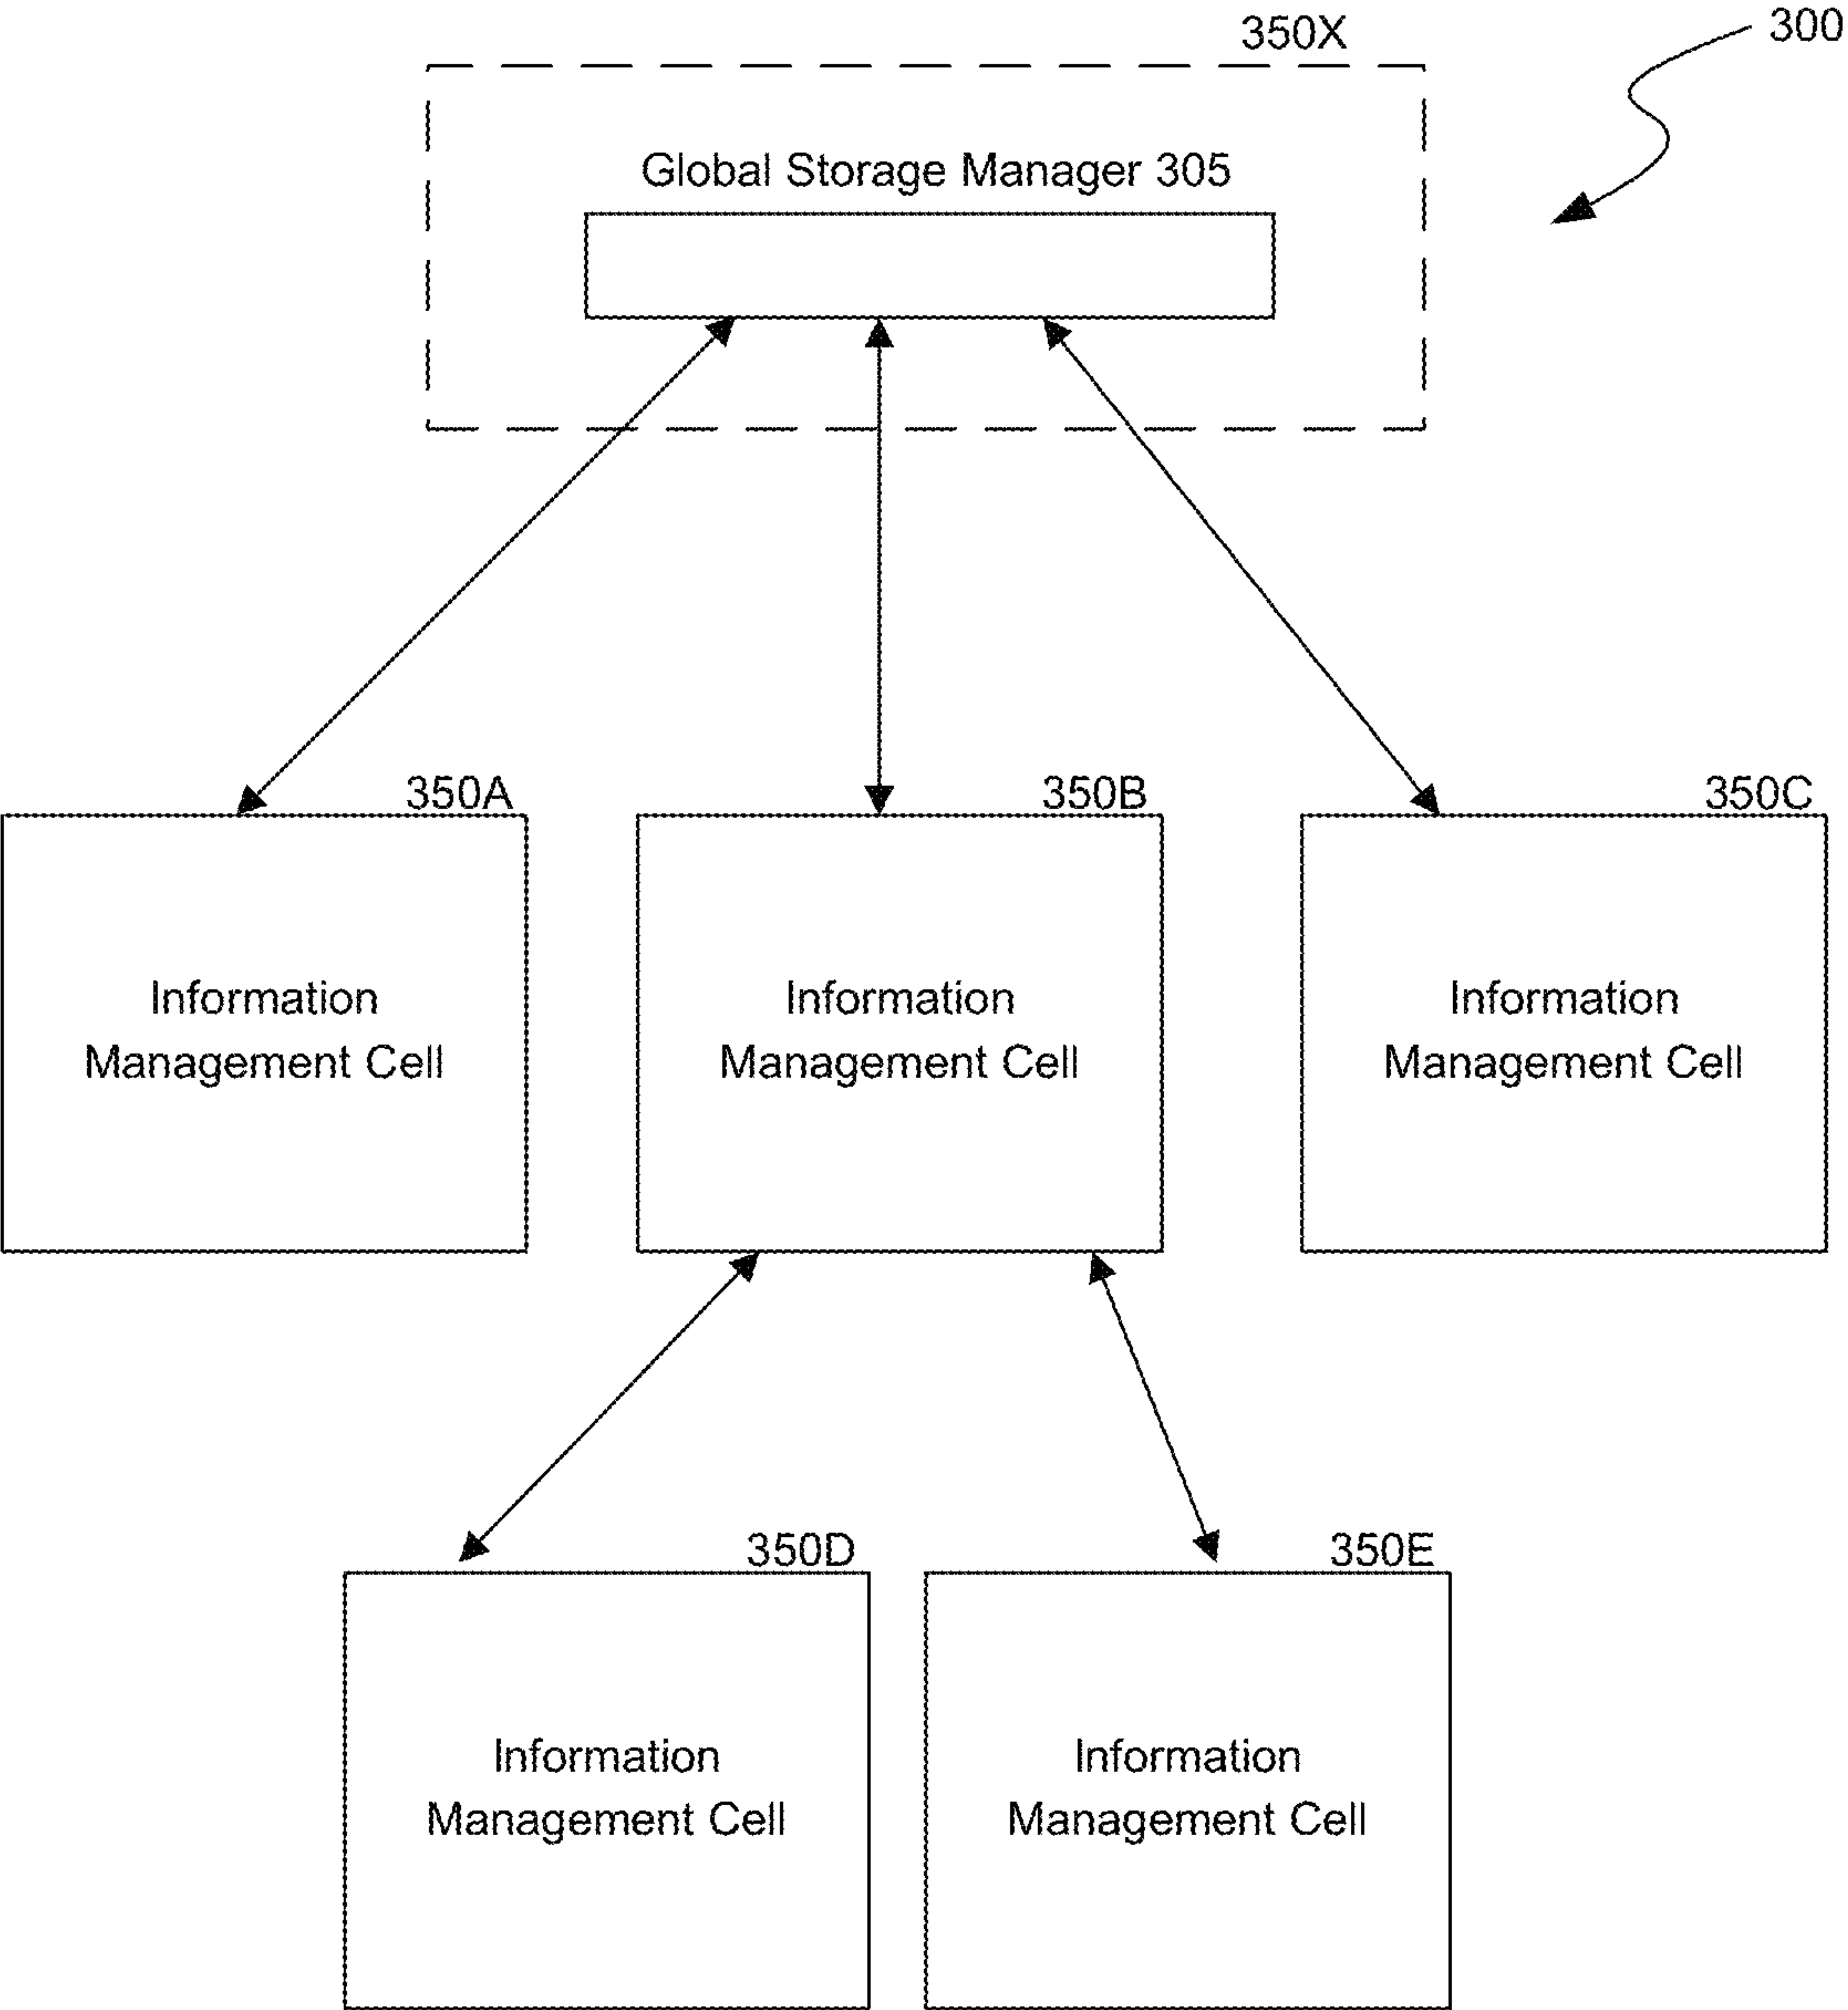 350X
300
Global Storage Manager 305
350A
350B
350C
Information
Management Cell
Information
Management Cell
Information
Management Cell
350D
350E
Information
Management Cell
Information
Management Cell